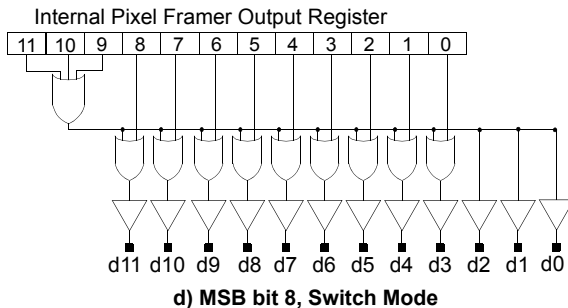 Internal Pixel Framer Output Register
11 10 9 8 7 6 5 4 3 2 1 0
d11 d10 d9 d8 d7 d6 d5 d4 d3 d2 d1 d0
d) MSB bit 8, Switch Mode